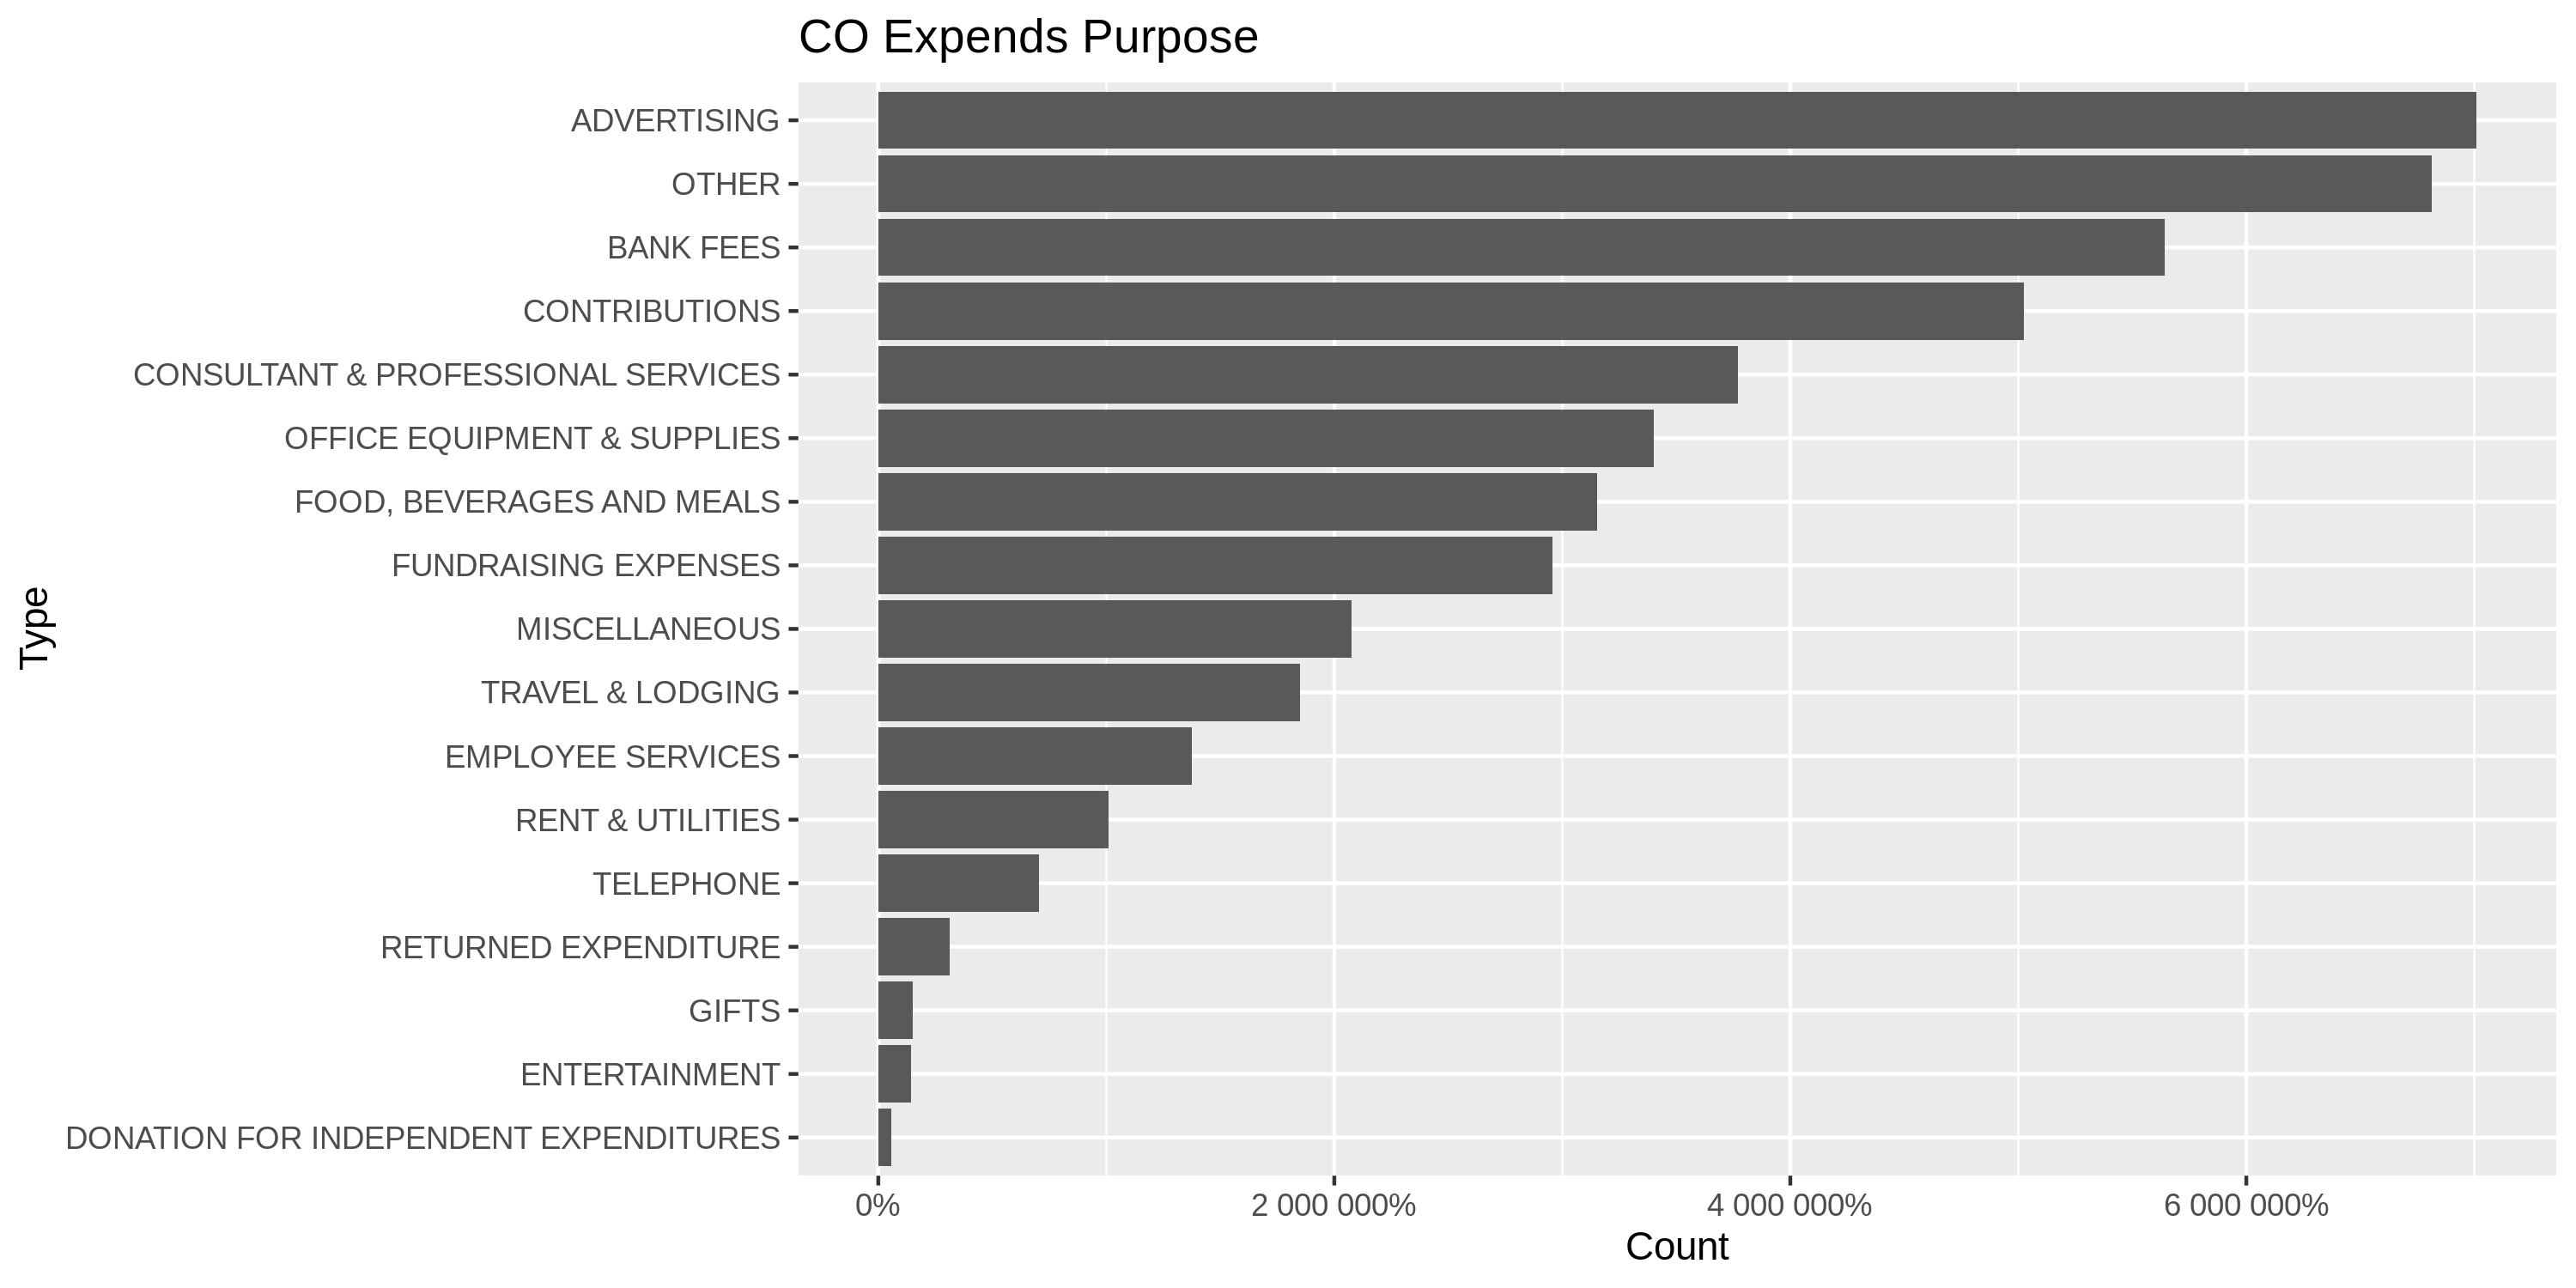 CO Expends Purpose
ADVERTISING
OTHER
BANK FEES
CONTRIBUTIONS
CONSULTANT & PROFESSIONAL SERVICES
OFFICE EQUIPMENT & SUPPLIES
FOOD, BEVERAGES AND MEALS
FUNDRAISING EXPENSES
MISCELLANEOUS
TRAVEL & LODGING
EMPLOYEE SERVICES
RENT & UTILITIES
TELEPHONE
RETURNED EXPENDITURE
GIFTS
ENTERTAINMENT
DONATION FOR INDEPENDENT EXPENDITURES
Type
0% 2 000 000% 4 000 000% 6 000 000%
Count